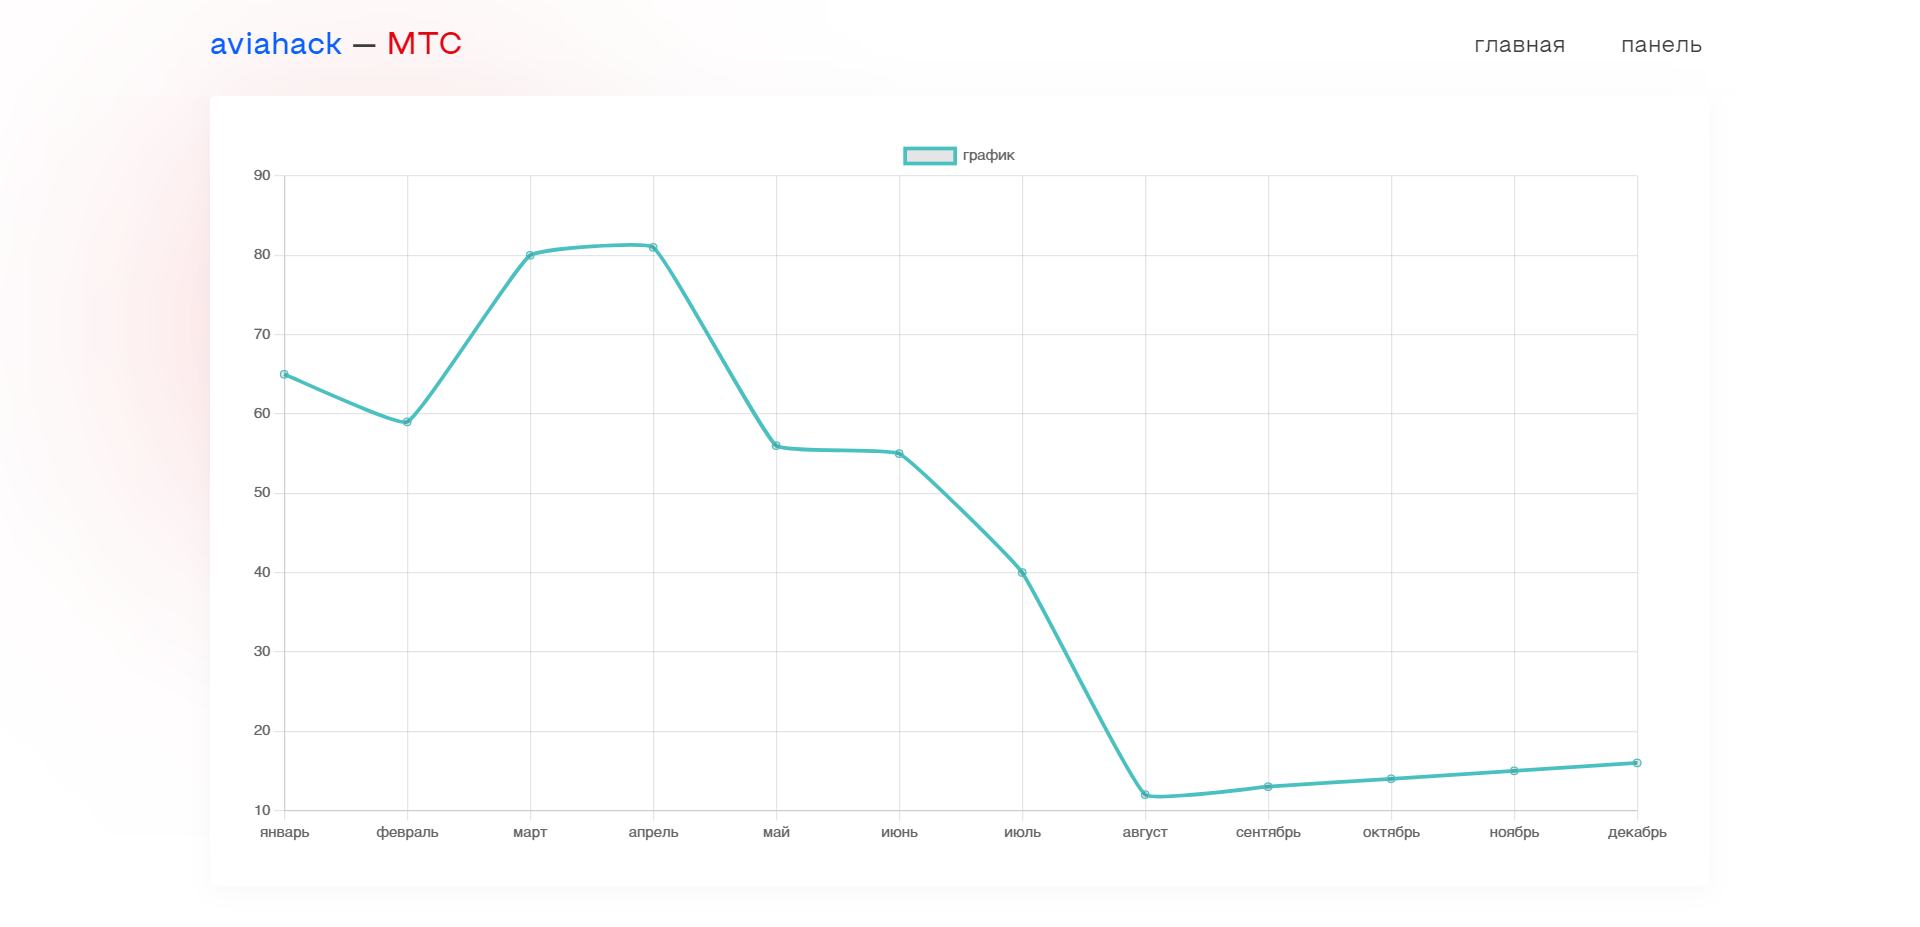 aviahack — МТС
главная панель
график
90
80
70
60
50
40
30
20
10
январь февраль март апрель май июнь июль август сентябрь октябрь ноябрь декабрь